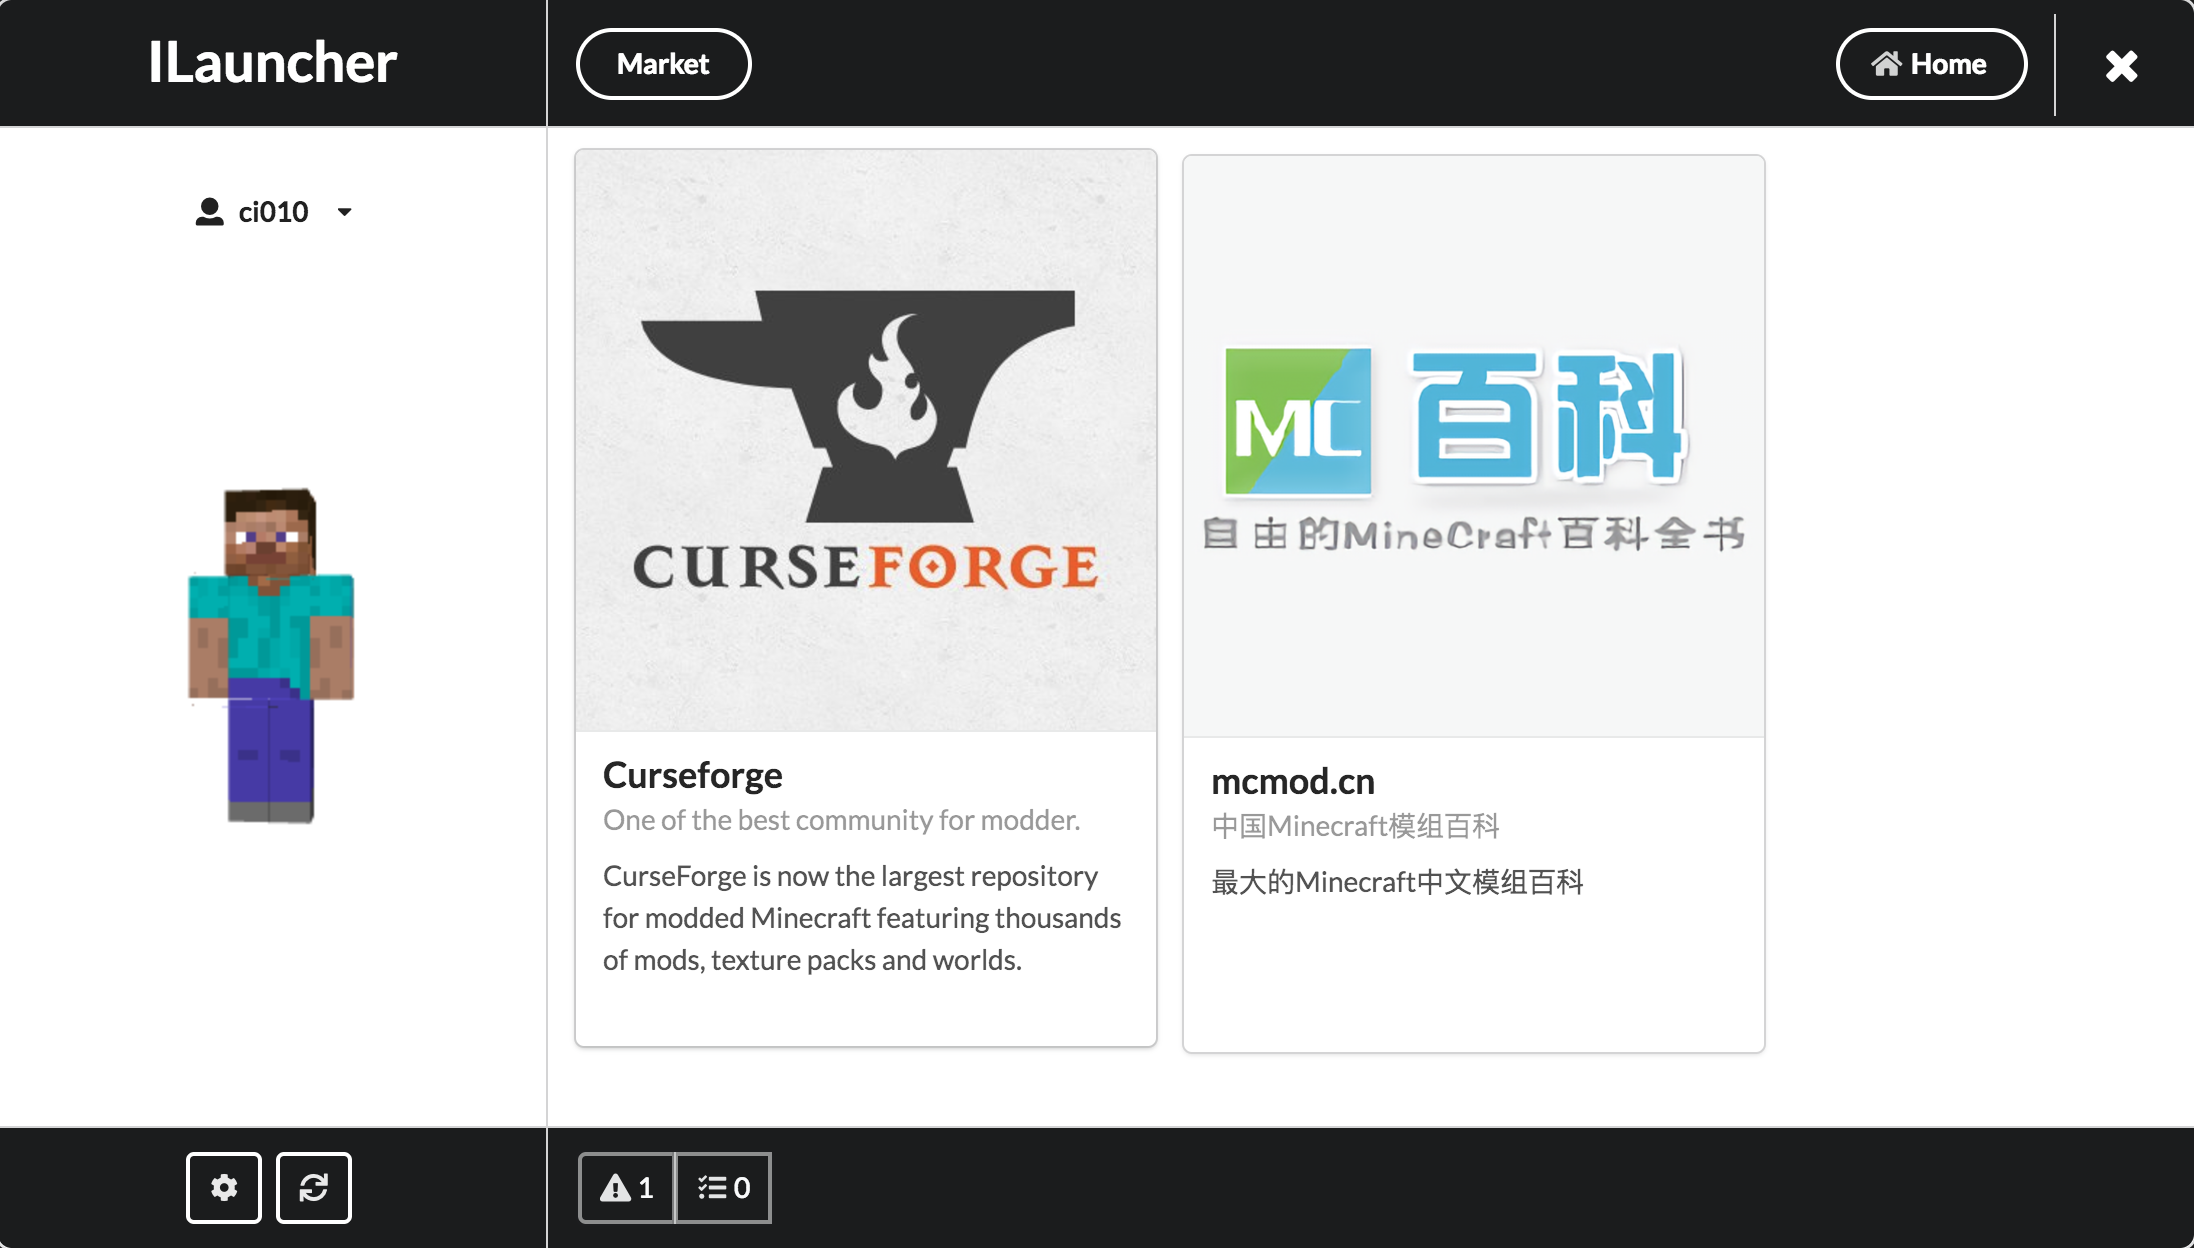 ILauncher
Market
Home
ci010
CURSEFORGE
Curseforge
One of the best community for modder.
CurseForge is now the largest repository
for modded Minecraft featuring thousands
of mods, texture packs and worlds.
MC 百科
自由的MineCraft百科全书
mcmod.cn
中国Minecraft模组百科
最大的Minecraft中文模组百科
1
0